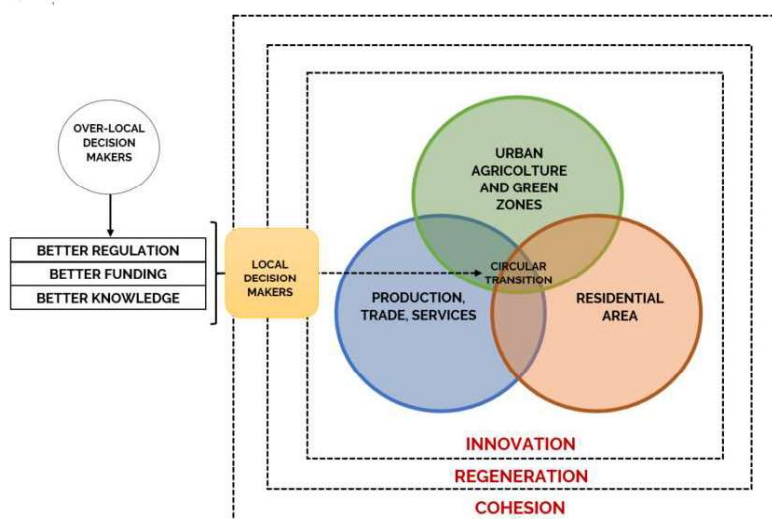 OVER-LOCAL
DECISION
MAKERS
BETTER REGULATION
BETTER FUNDING
BETTER KNOWLEDGE
LOCAL
DECISION
MAKERS
URBAN
AGRICOLTURE
AND GREEN
ZONES
CIRCULAR
TRANSITION
PRODUCTION,
TRADE, SERVICES
RESIDENTIAL
AREA
INNOVATION
REGENERATION
COHESION